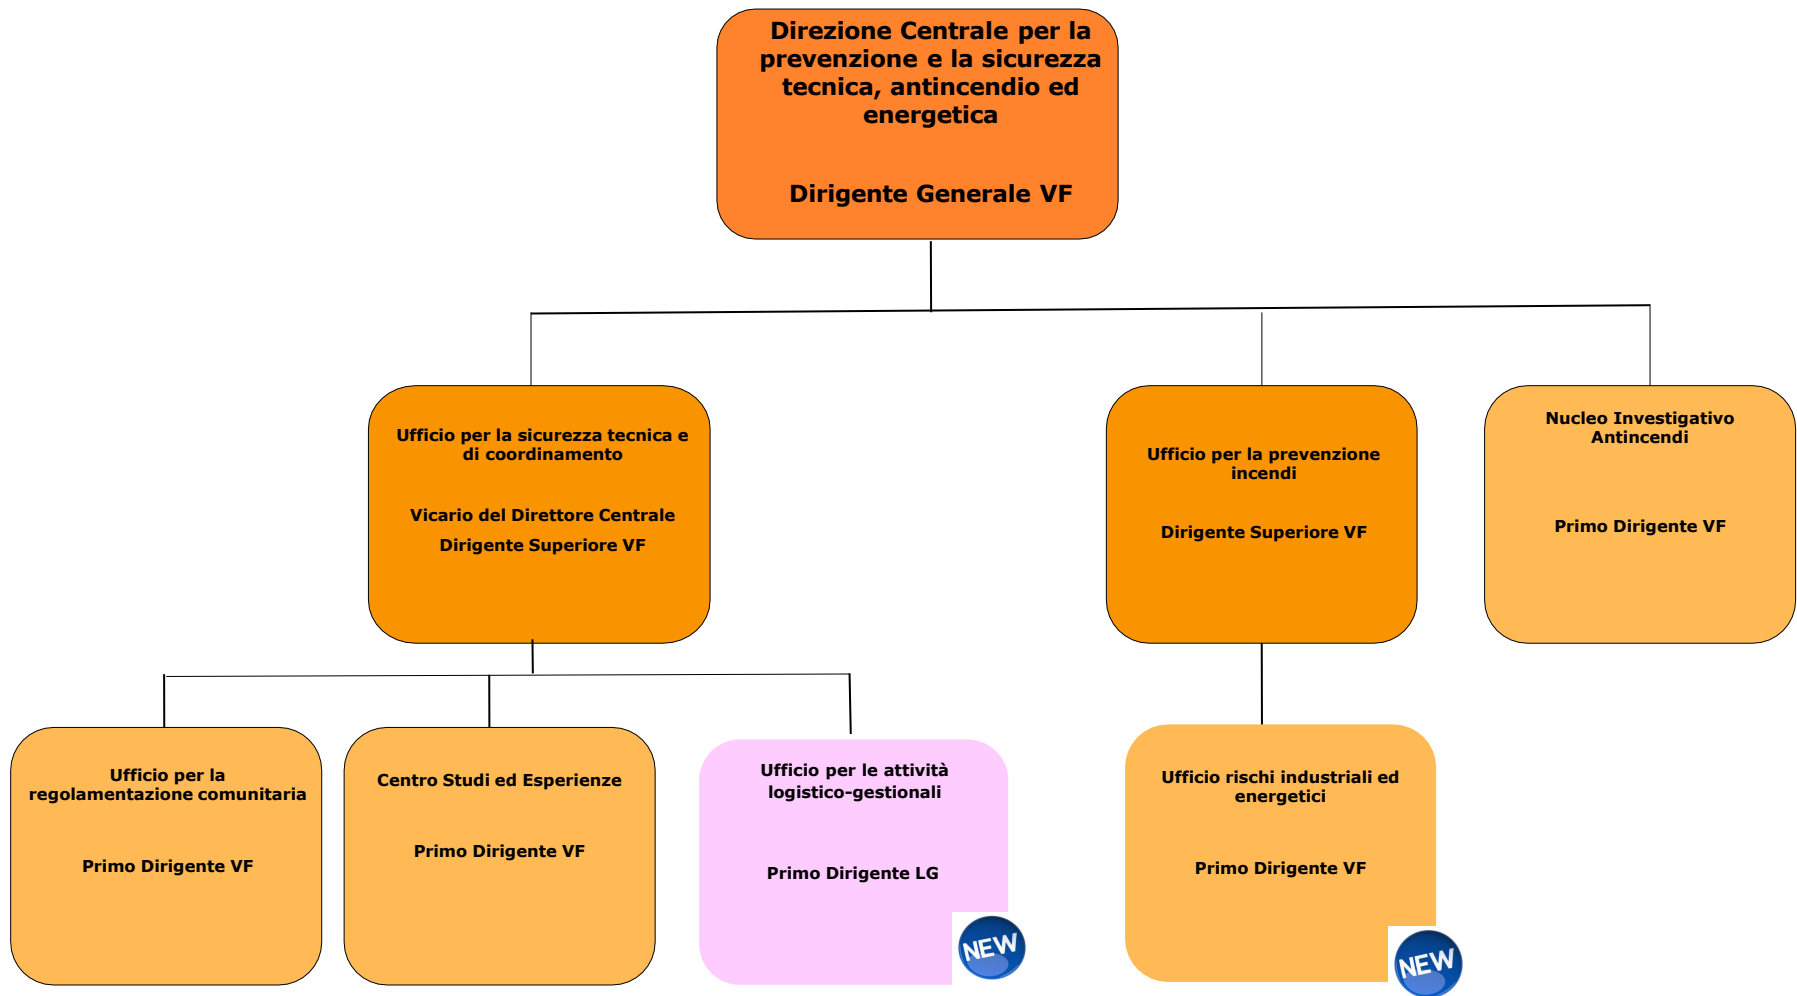 Direzione Centrale per la
prevenzione e la sicurezza
tecnica, antincendio ed
energetica
Dirigente Generale VF
Ufficio per la sicurezza tecnica e
di coordinamento
Vicario del Direttore Centrale
Dirigente Superiore VF
Ufficio per la prevenzione
incendi
Dirigente Superiore VF
Nucleo Investigativo
Antincendi
Primo Dirigente VF
Ufficio per la
regolamentazione comunitaria
Primo Dirigente VF
Centro Studi ed Esperienze
Primo Dirigente VF
Ufficio per le attività
logistico-gestionali
Primo Dirigente LG
NEW
Ufficio rischi industriali ed
energetici
Primo Dirigente VF
NEW